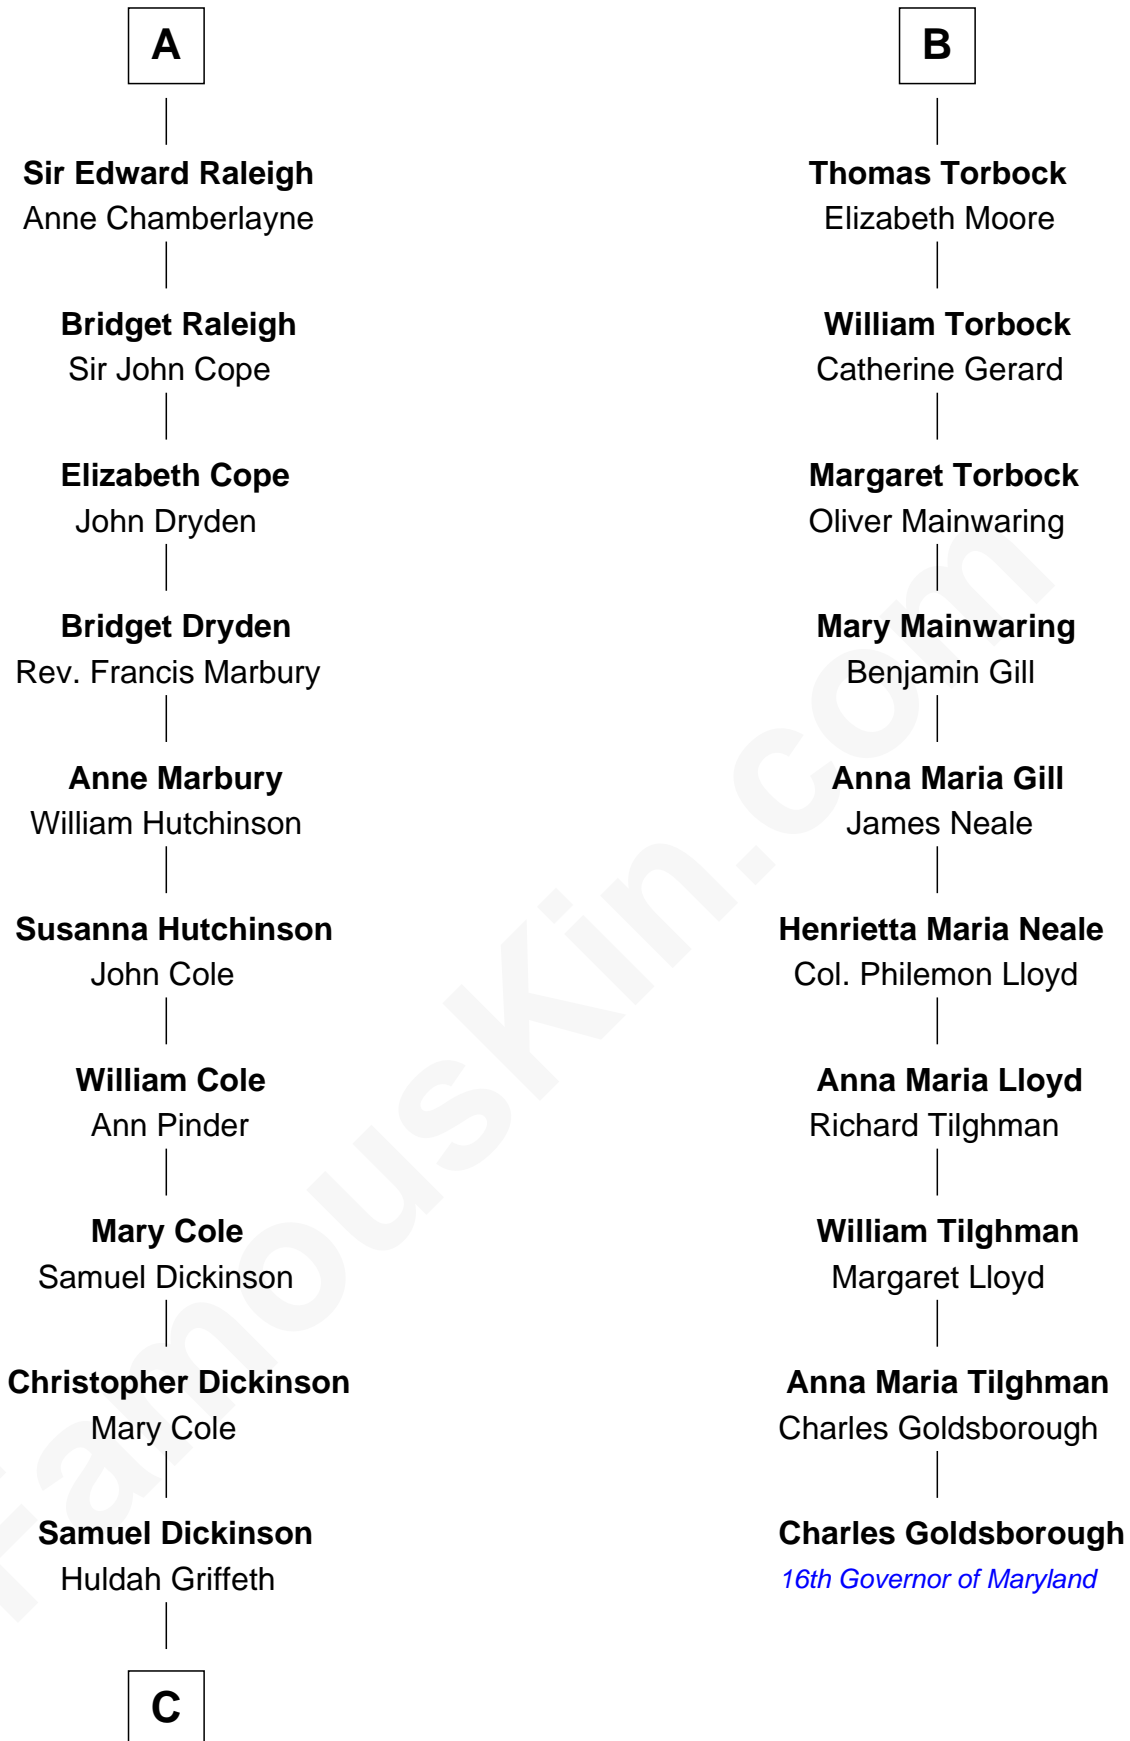 A
Sir Edward Raleigh
Anne Chamberlayne
Bridget Raleigh
Sir John Cope
Elizabeth Cope
John Dryden
Bridget Dryden
Rev. Francis Marbury
Anne Marbury
William Hutchinson
Susanna Hutchinson
John Cole
William Cole
Ann Pinder
Mary Cole
Samuel Dickinson
Christopher Dickinson
Mary Cole
Samuel Dickinson
Huldah Griffeth
C
B
Thomas Torbock
Elizabeth Moore
William Torbock
Catherine Gerard
Margaret Torbock
Oliver Mainwaring
Mary Mainwaring
Benjamin Gill
Anna Maria Gill
James Neale
Henrietta Maria Neale
Col. Philemon Lloyd
Anna Maria Lloyd
Richard Tilghman
William Tilghman
Margaret Lloyd
Anna Maria Tilghman
Charles Goldsborough
Charles Goldsborough
16th Governor of Maryland
FamousKin.com